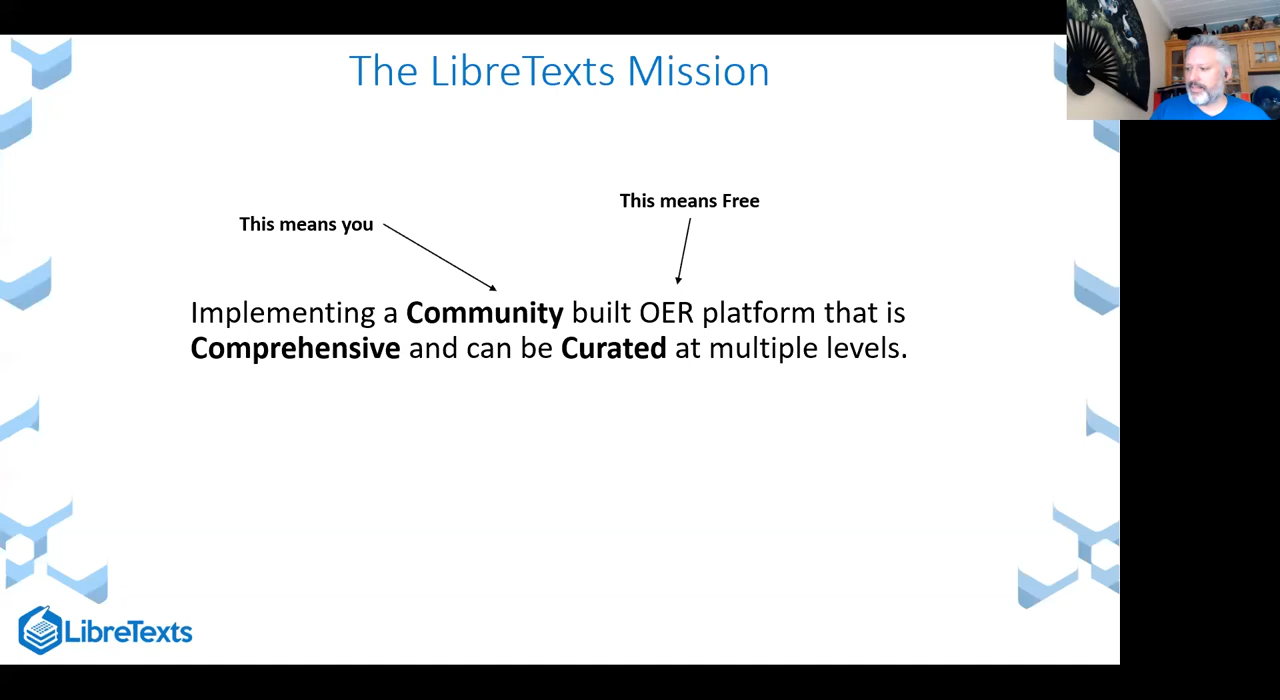 The LibreTexts Mission
This means Free
This means you
Implementing a Community built OER platform that is
Comprehensive and can be Curated at multiple levels.
LibreTexts